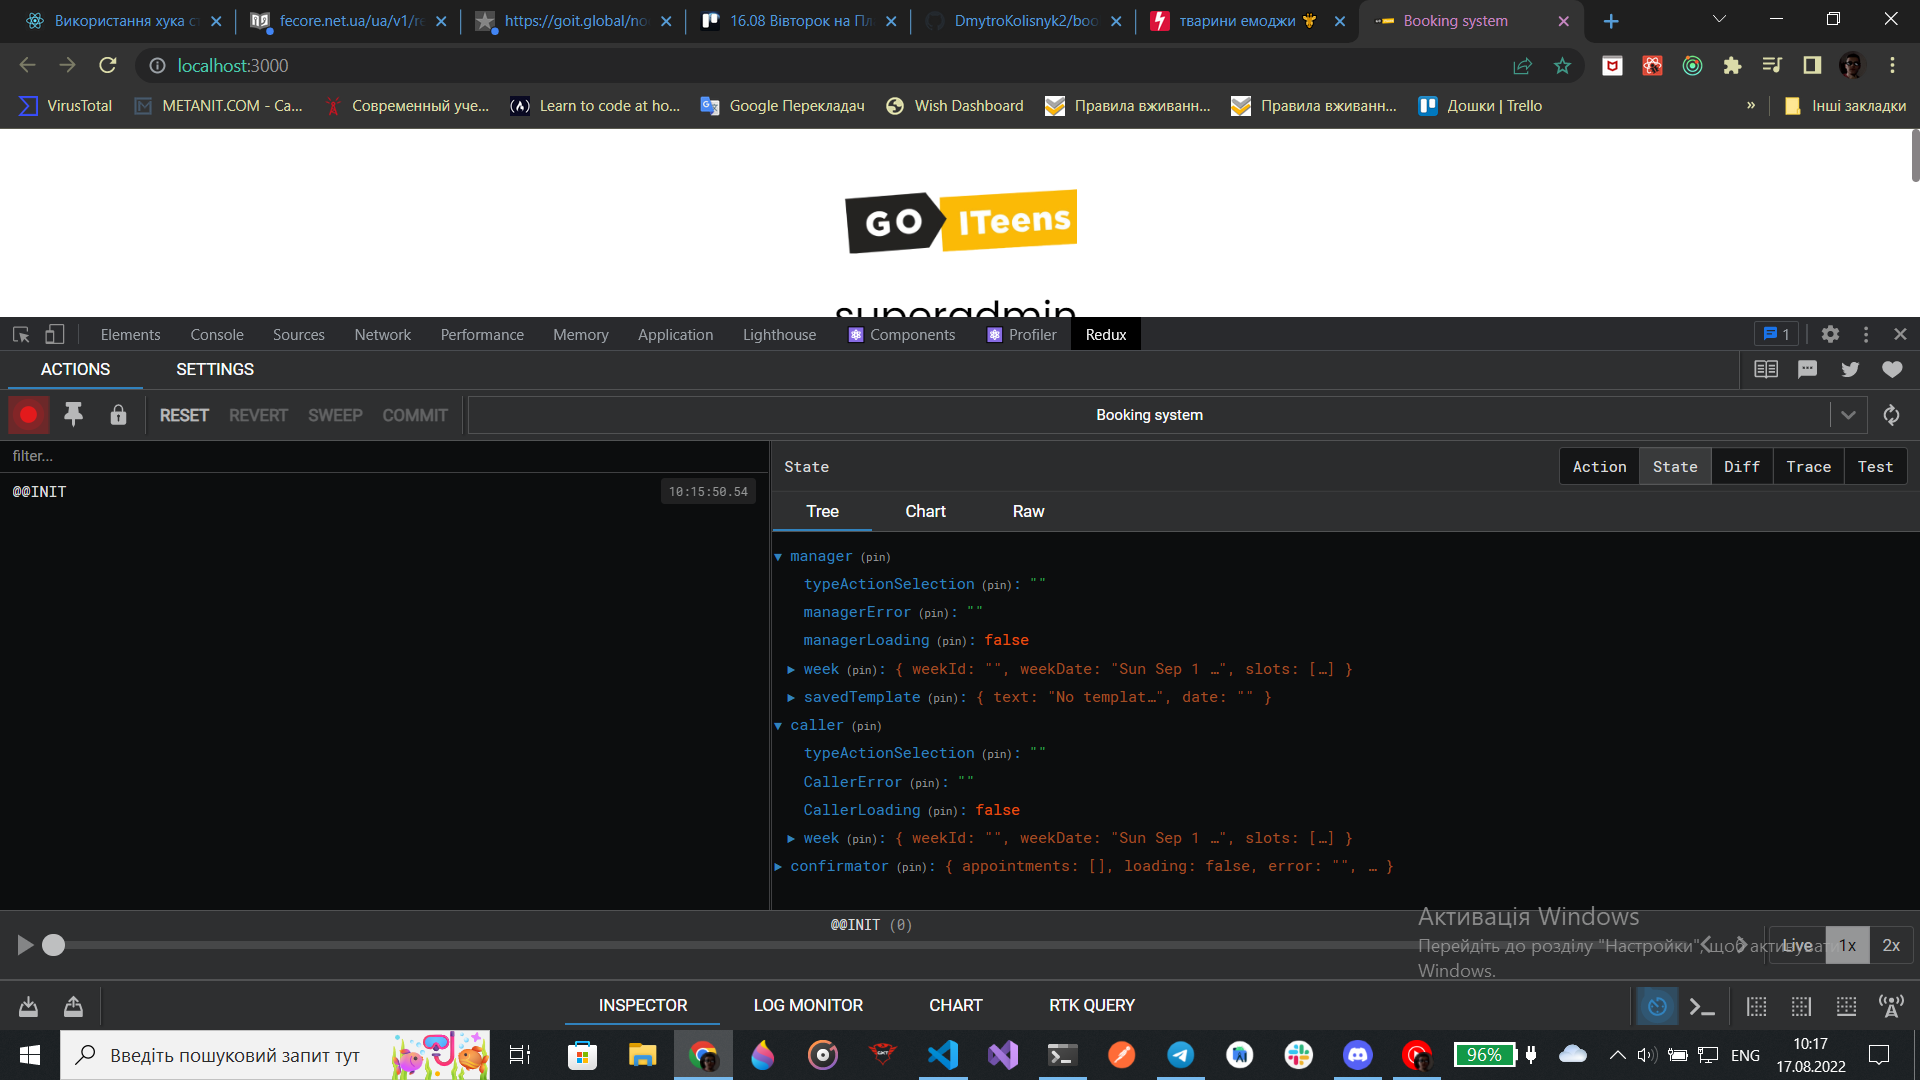 Використання хука ст
fecore.net.ua/ua/v1/re
https://goit.global/no
16.08 Вівторок на Пл
DmytroKolisnyk2/boo
тварини емоджи
Booking system
localhost:3000
VirusTotal
METANIT.COM - Са...
Современный уче...
Learn to code at ho...
Google Перекладач
Wish Dashboard
Правила вживанн...
Правила вживанн...
Дошки | Trello
»
Інші закладки
GO ITeens
superadmin
Elements Console Sources Network Performance Memory Application Lighthouse Components Profiler Redux 1
ACTIONS SETTINGS
RESET REVERT SWEEP COMMIT Booking system
filter...
@@INIT 10:15:50.54
State Action State Diff Trace Test
Tree Chart Raw
manager (pin)
typeActionSelection (pin): ""
managerError (pin): ""
managerLoading (pin): false
week (pin): { weekId: "", weekDate: "Sun Sep 1 …", slots: […] }
savedTemplate (pin): { text: "No templat…", date: "" }
caller (pin)
typeActionSelection (pin): ""
CallerError (pin): ""
CallerLoading (pin): false
week (pin): { weekId: "", weekDate: "Sun Sep 1 …", slots: […] }
confirmator (pin): { appointments: [], loading: false, error: "", … }
@@INIT (0)
Live 1x 2x
Активація Windows
Перейдіть до розділу "Настройки", щоб активувати
Windows.
INSPECTOR LOG MONITOR CHART RTK QUERY
Введіть пошуковий запит тут
96%
ENG
10:17
17.08.2022